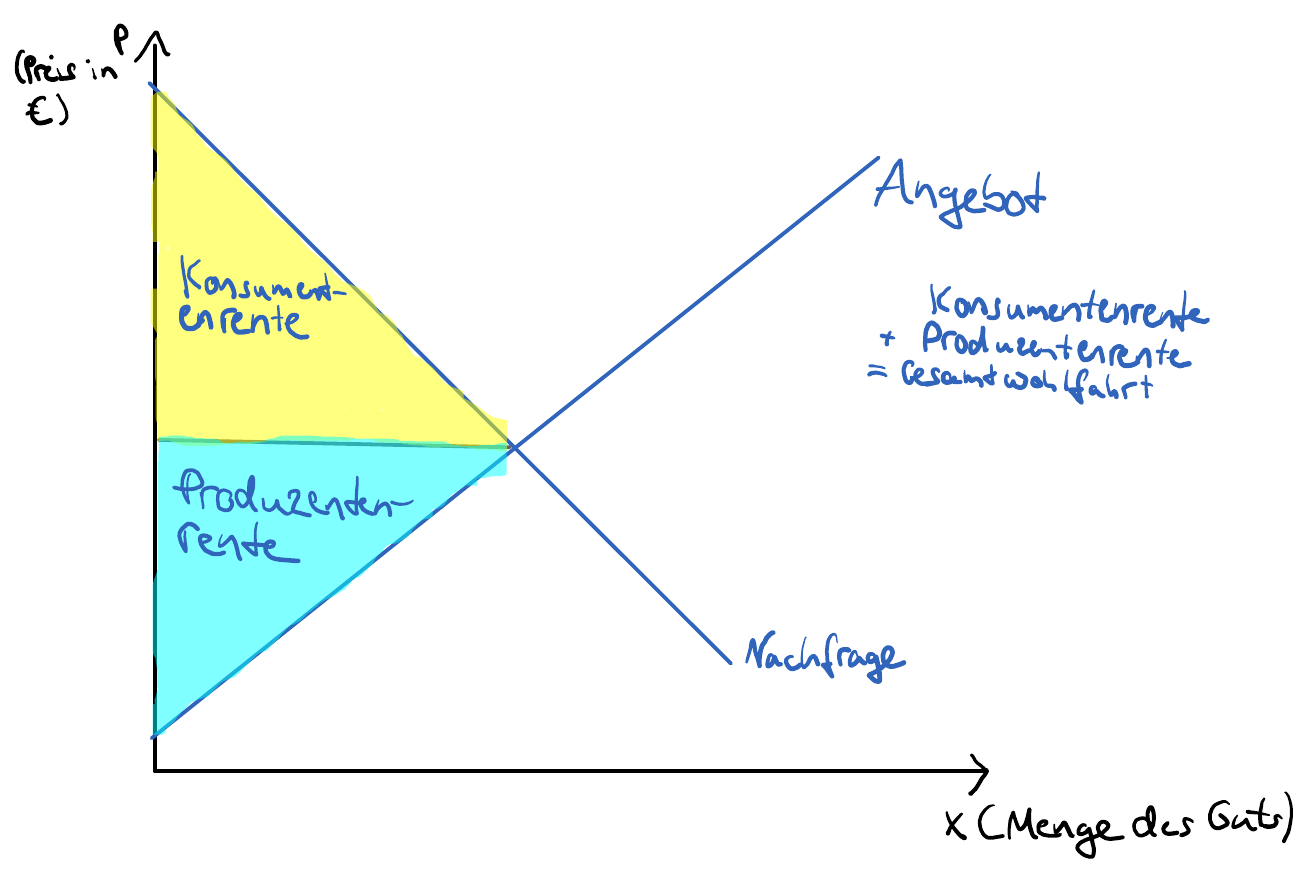 P
(Preis in
€)
Angebot
Konsument-
enrente
Konsumentenrente
+ Produzentenrente
= Gesamtwohlfahrt
Produzenten-
rente
Nachfrage
X (Menge des Guts)